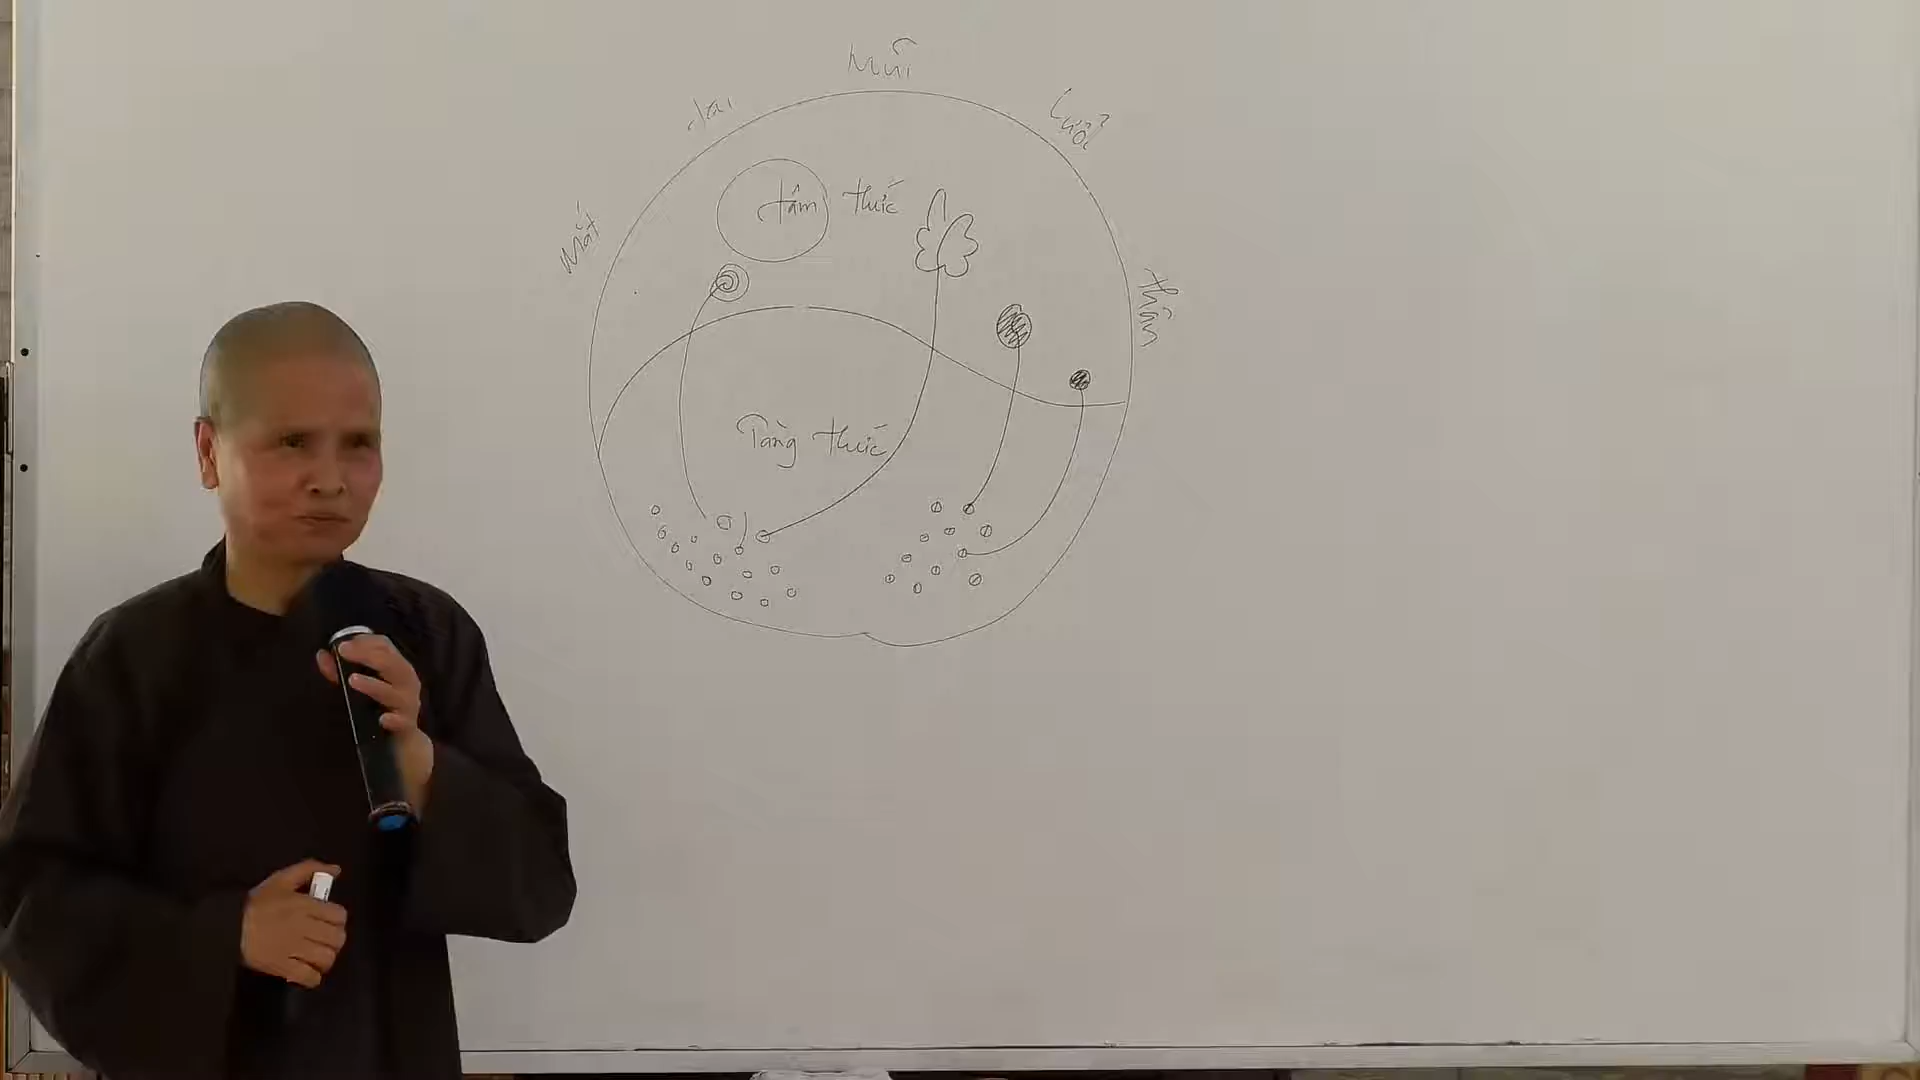 Mũi
tai
Lưỡi
Mắt
thân
tâm thức
Tàng thức